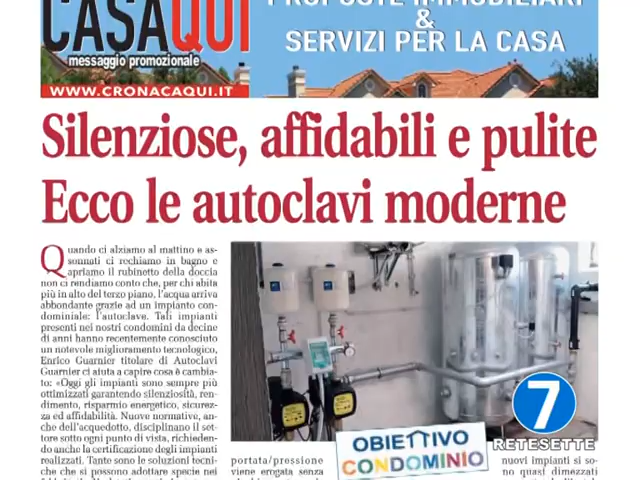 CASAQUI
messaggio promozionale
WWW.CRONACAQUI.IT
PROPOSTE IMMOBILIARI
&
SERVIZI PER LA CASA
Silenziose, affidabili e pulite
Ecco le autoclavi moderne
Quando ci alziamo al mattino e as-
sonnati ci rechiamo in bagno e
apriamo il rubinetto della doccia
non ci rendiamo conto che, per chi abita
più in alto del terzo piano, l'acqua arriva
abbondante grazie ad un impianto con-
dominiale: l'autoclave. Tali impianti
presenti nei nostri condomini da decine
di anni hanno recentemente conosciuto
un notevole miglioramento tecnologico,
Enrico Guarnier titolare di Autoclavi
Guarnier ci aiuta a capire cosa è cambia-
to: «Oggi gli impianti sono sempre più
ottimizzati garantendo silenziosità, ren-
dimento, risparmio energetico, sicurez-
za ed affidabilità. Nuove normative, an-
che dell'acquedotto, disciplinano il set-
tore sotto ogni punto di vista, richieden-
do anche la certificazione degli impianti
realizzati. Tante sono le soluzioni tecni-
che che si possono adottare specie nei
portata/pressione
viene erogata senza
OBIETTIVO
CONDOMINIO
7
RETESETTE
nuovi impianti si so-
no quasi dimezzati